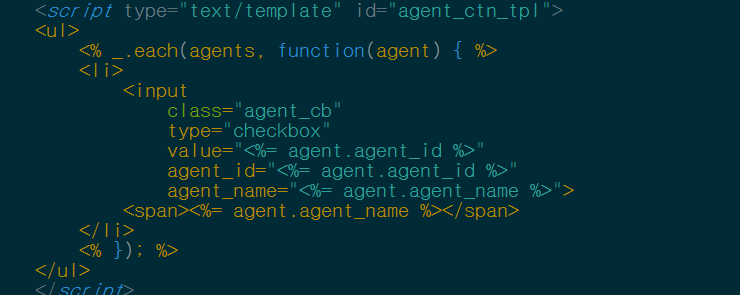 <script type="text/template" id="agent_ctn_tpl">
<ul>
<% _.each(agents, function(agent) { %>
<li>
<input
class="agent_cb"
type="checkbox"
value="<%= agent.agent_id %>"
agent_id="<%= agent.agent_id %>"
agent_name="<%= agent.agent_name %>">
<span><%= agent.agent_name %></span>
</li>
<% }); %>
</ul>
</script>